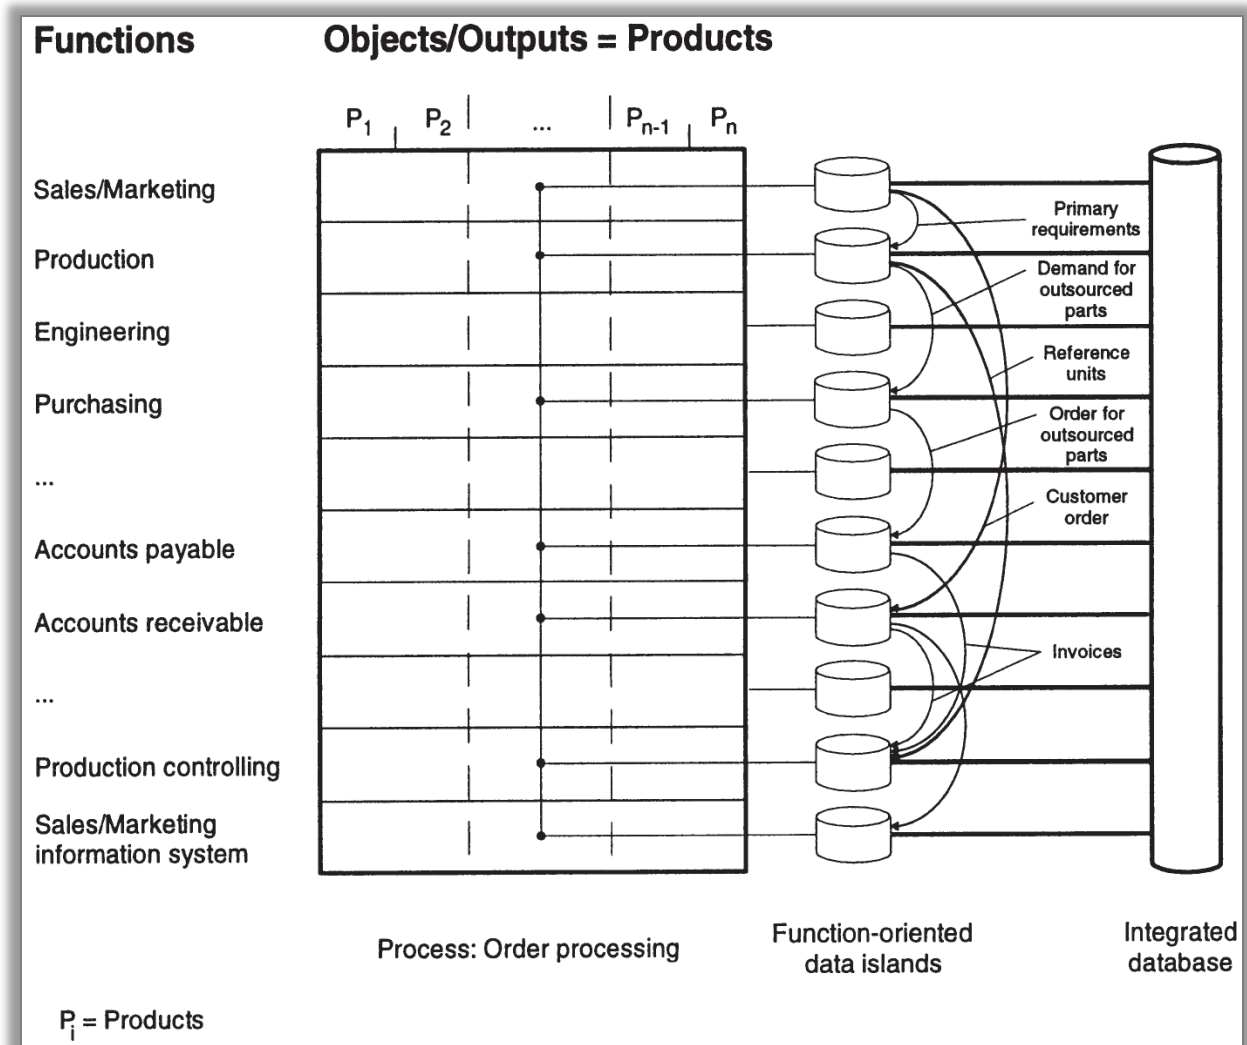 Functions
Objects/Outputs = Products
P1
P2
...
Pn-1
Pn
Sales/Marketing
Production
Engineering
Purchasing
...
Accounts payable
Accounts receivable
...
Production controlling
Sales/Marketing
information system
Primary
requirements
Demand for
outsourced
parts
Reference
units
Order for
outsourced
parts
Customer
order
Invoices
Process: Order processing
Function-oriented
data islands
Integrated
database
Pi = Products